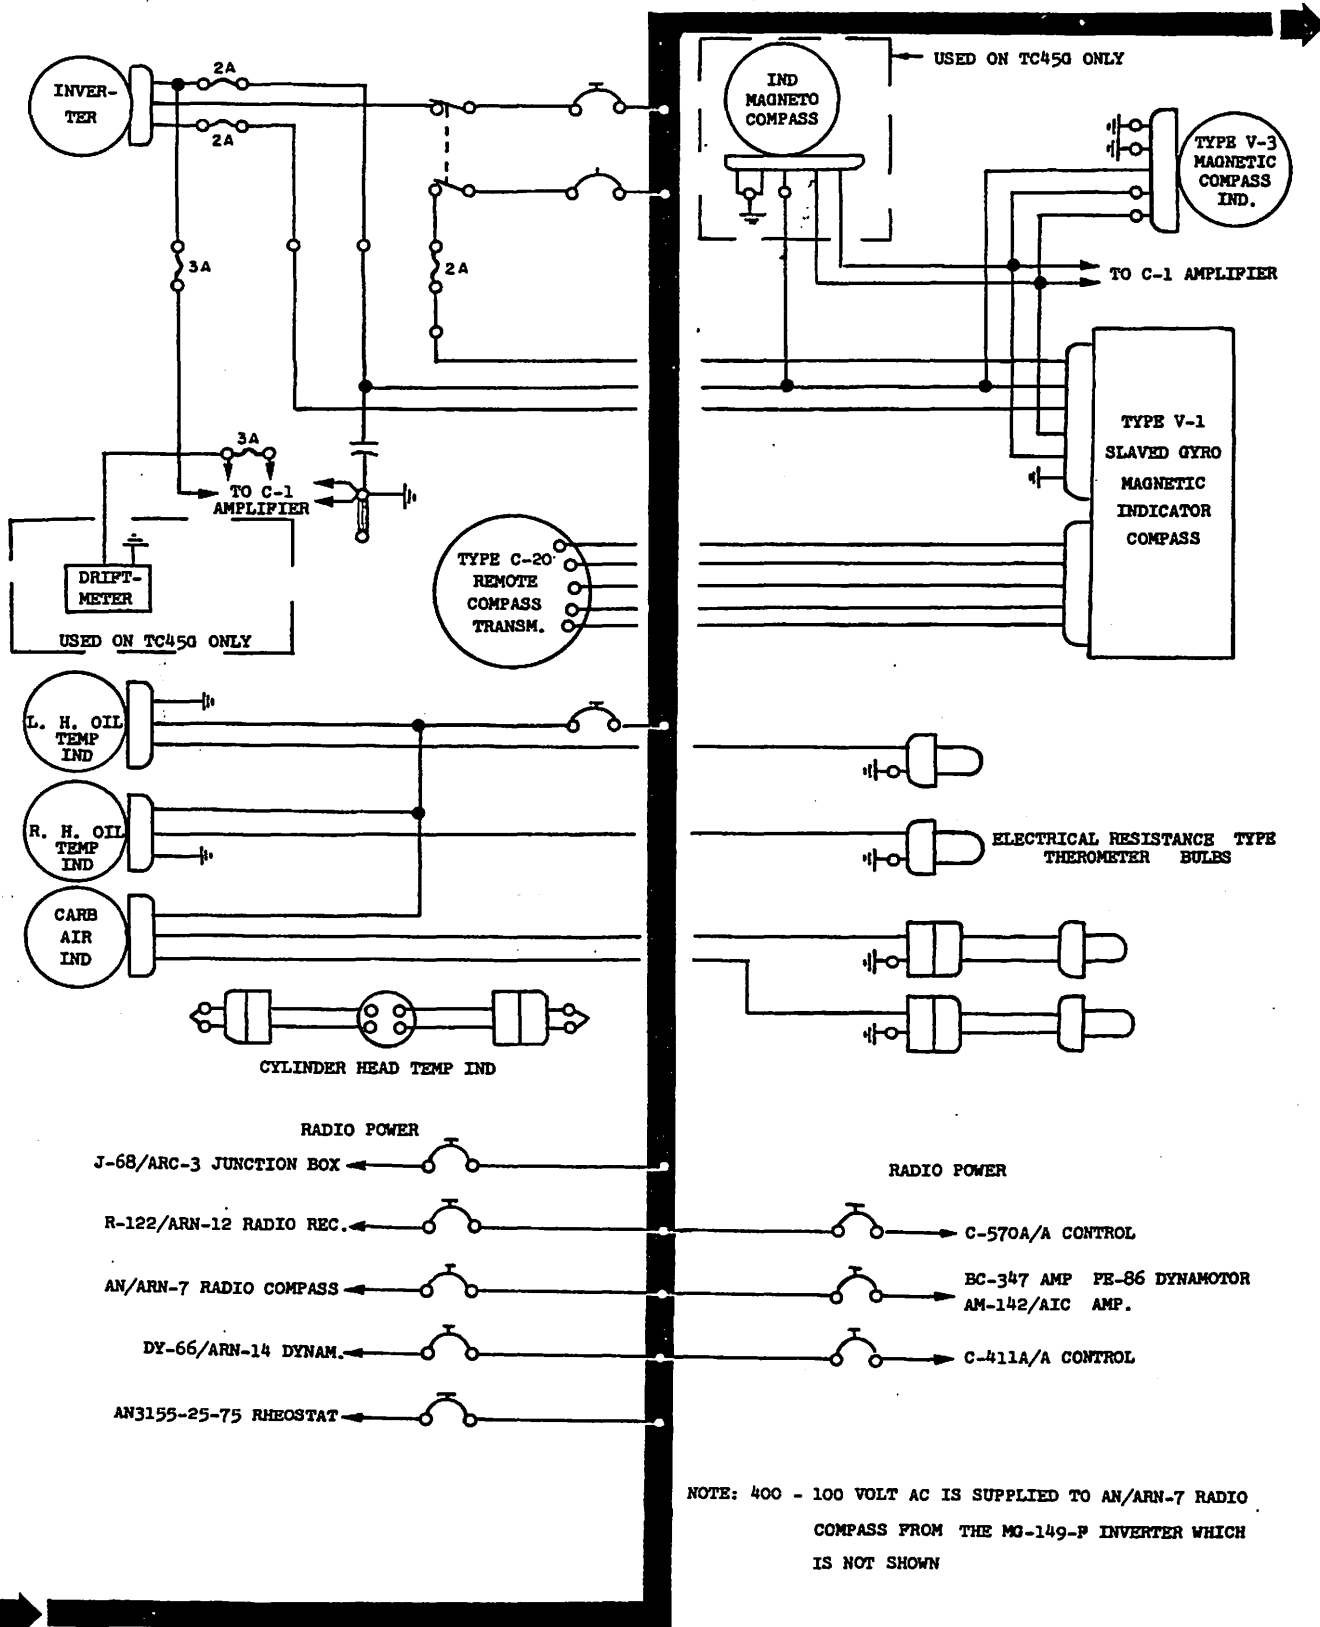 INVER-
TER
2A
2A
3A
2A
3A
TO C-1
AMPLIFIER
DRIFT-
METER
USED ON TC45G ONLY
TYPE C-20
REMOTE
COMPASS
TRANSM.
IND
MAGNETO
COMPASS
USED ON TC45G ONLY
TYPE V-3
MAGNETIC
COMPASS
IND.
TO C-1 AMPLIFIER
TYPE V-1
SLAVED GYRO
MAGNETIC
INDICATOR
COMPASS
L. H. OIL
TEMP
IND
R. H. OIL
TEMP
IND
CARB
AIR
IND
ELECTRICAL RESISTANCE TYPE
THEROMETER BULBS
CYLINDER HEAD TEMP IND
RADIO POWER
J-68/ARC-3 JUNCTION BOX
R-122/ARN-12 RADIO REC.
AN/ARN-7 RADIO COMPASS
DY-66/ARN-14 DYNAM.
AN3155-25-75 RHEOSTAT
RADIO POWER
C-570A/A CONTROL
BC-347 AMP PE-86 DYNAMOTOR
AM-142/AIC AMP.
C-411A/A CONTROL
NOTE: 400 - 100 VOLT AC IS SUPPLIED TO AN/ARN-7 RADIO
COMPASS FROM THE MG-149-P INVERTER WHICH
IS NOT SHOWN